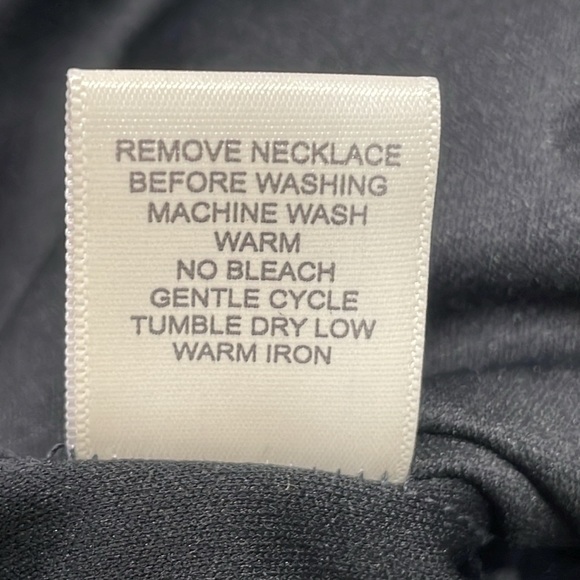 REMOVE NECKLACE
BEFORE WASHING
MACHINE WASH
WARM
NO BLEACH
GENTLE CYCLE
TUMBLE DRY LOW
WARM IRON